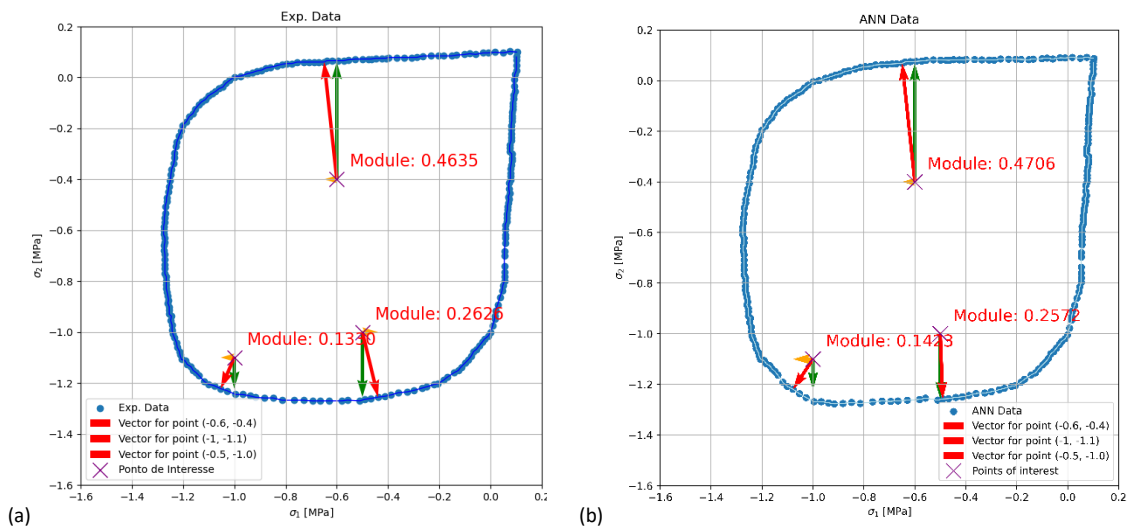 Exp. Data
0.2
0.0
−0.2
−0.4
−0.6
−0.8
−1.0
−1.2
−1.4
−1.6
σ2 [MPa]
Module: 0.4635
Module: 0.2626
Module: 0.1330
Exp. Data
Vector for point (-0.6, -0.4)
Vector for point (-1, -1.1)
Vector for point (-0.5, -1.0)
Ponto de Interesse
−1.6 −1.4 −1.2 −1.0 −0.8 −0.6 −0.4 −0.2 0.0 0.2
σ1 [MPa]
(a)
ANN Data
0.2
0.0
−0.2
−0.4
−0.6
−0.8
−1.0
−1.2
−1.4
−1.6
σ2 [MPa]
Module: 0.4706
Module: 0.2572
Module: 0.1423
ANN Data
Vector for point (-0.6, -0.4)
Vector for point (-1, -1.1)
Vector for point (-0.5, -1.0)
Points of interest
−1.6 −1.4 −1.2 −1.0 −0.8 −0.6 −0.4 −0.2 0.0 0.2
σ1 [MPa]
(b)